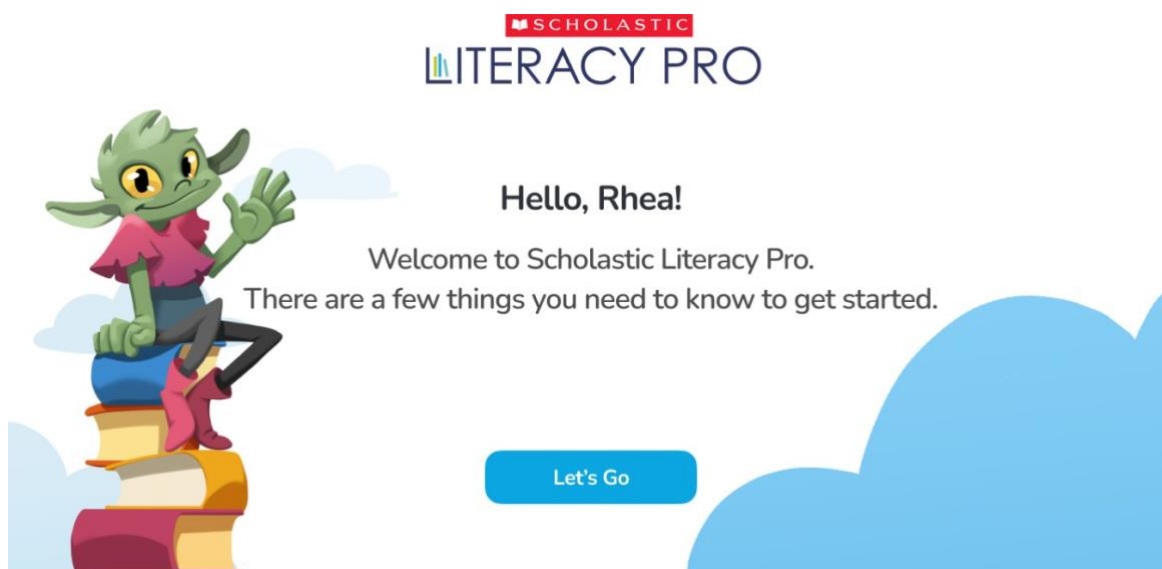 SCHOLASTIC
LITERACY PRO
Hello, Rhea!
Welcome to Scholastic Literacy Pro.
There are a few things you need to know to get started.
Let's Go